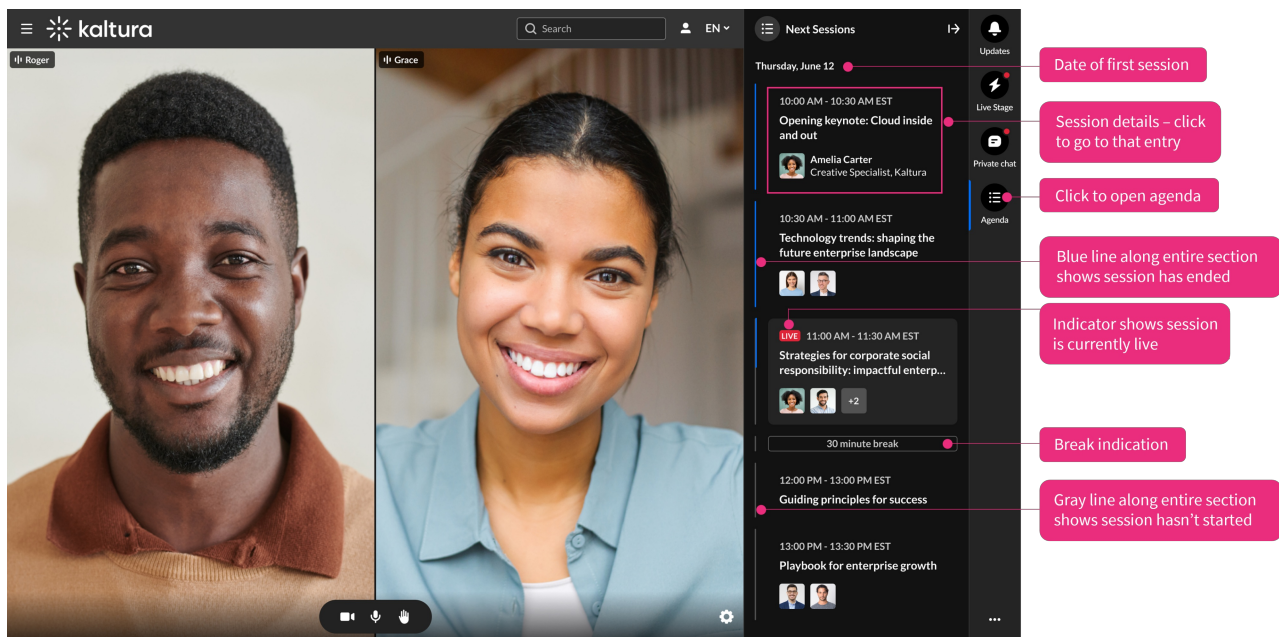 kaltura
Search
EN
Roger
Grace
Next Sessions
Thursday, June 12
10:00 AM - 10:30 AM EST
Opening keynote: Cloud inside
and out
Amelia Carter
Creative Specialist, Kaltura
10:30 AM - 11:00 AM EST
Technology trends: shaping the
future enterprise landscape
LIVE 11:00 AM - 11:30 AM EST
Strategies for corporate social
responsibility: impactful enterp...
+2
30 minute break
12:00 PM - 13:00 PM EST
Guiding principles for success
13:00 PM - 13:30 PM EST
Playbook for enterprise growth
Updates
Live Stage
Private chat
Agenda
Date of first session
Session details – click
to go to that entry
Click to open agenda
Blue line along entire section
shows session has ended
Indicator shows session
is currently live
Break indication
Gray line along entire section
shows session hasn’t started